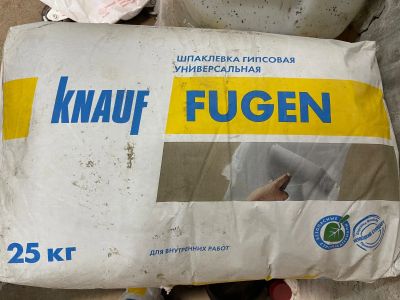 ШПАКЛЕВКА ГИПСОВАЯ
УНИВЕРСАЛЬНАЯ
KNAUF
FUGEN
25 кг
ДЛЯ ВНУТРЕННИХ РАБОТ